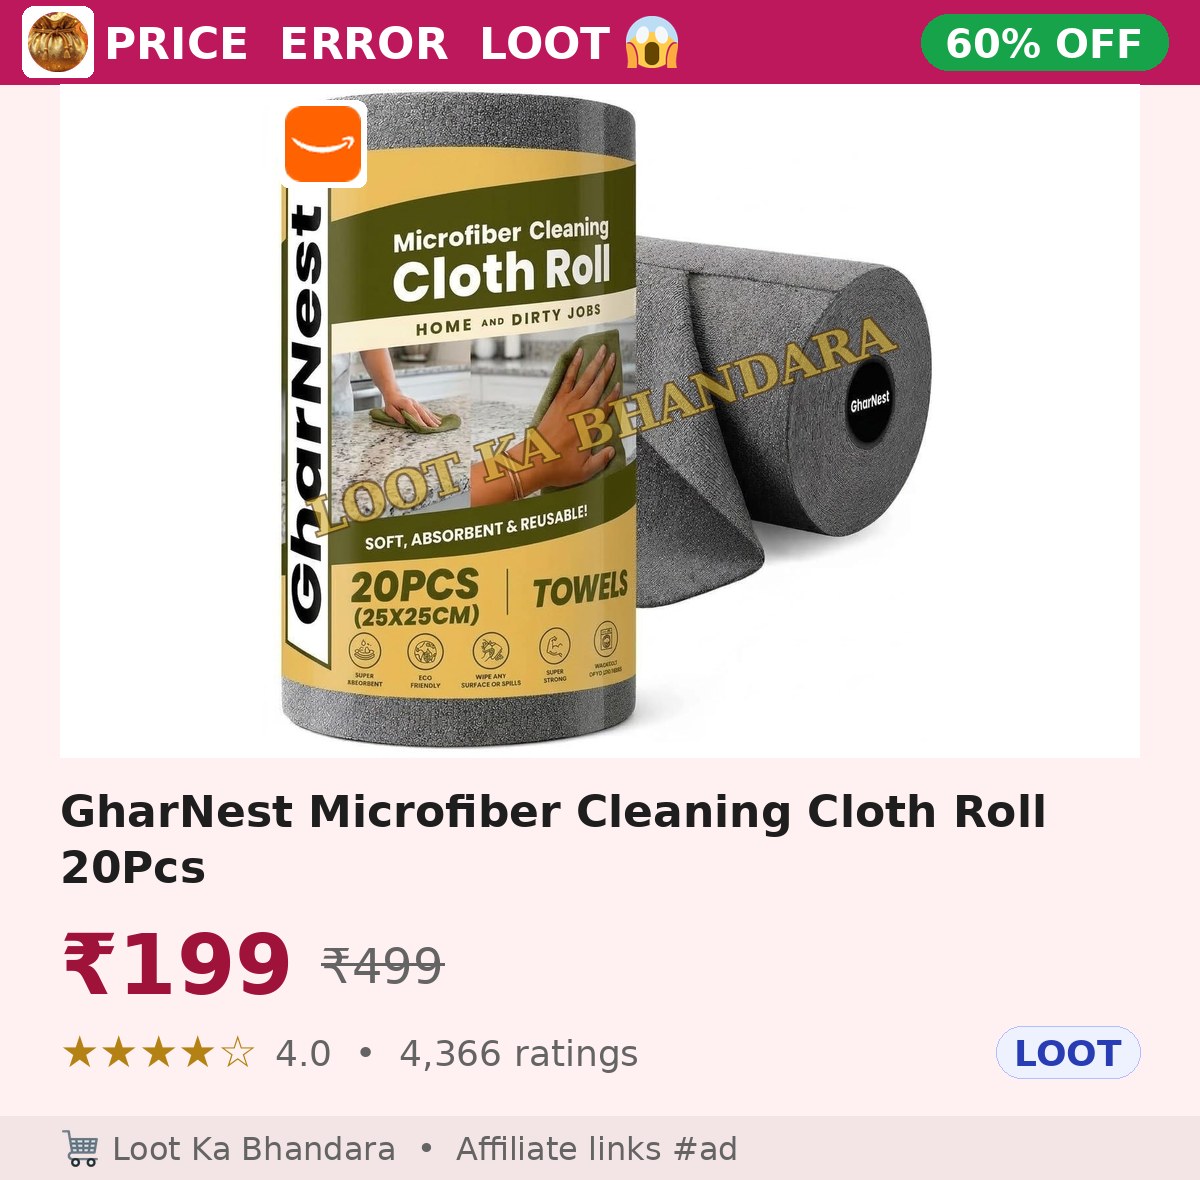 PRICE ERROR LOOT 😱
60% OFF
GharNest
Microfiber Cleaning
Cloth Roll
HOME AND DIRTY JOBS
SOFT, ABSORBENT & REUSABLE!
20PCS
(25X25CM)
TOWELS
SUPER
ECO
FRIENDLY
WIPE ANY
SURFACE OR SPILLS
SUPER
STRONG
GharNest
LOOT KA BHANDARA
GharNest Microfiber Cleaning Cloth Roll
20Pcs
₹199 ₹499
★★★★☆ 4.0 • 4,366 ratings
LOOT
🛒 Loot Ka Bhandara • Affiliate links #ad